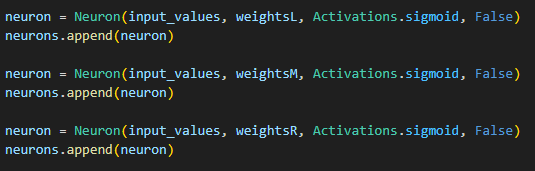 neuron = Neuron(input_values, weightsL, Activations.sigmoid, False)
neurons.append(neuron)
neuron = Neuron(input_values, weightsM, Activations.sigmoid, False)
neurons.append(neuron)
neuron = Neuron(input_values, weightsR, Activations.sigmoid, False)
neurons.append(neuron)